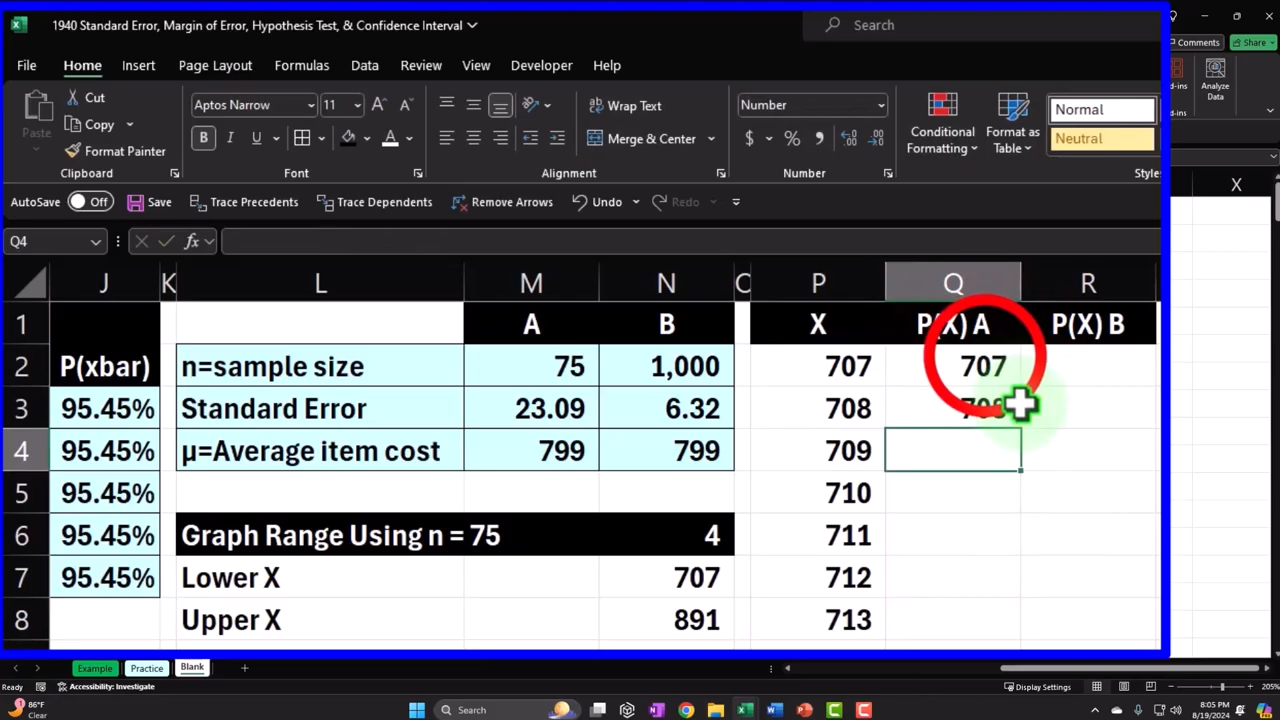 1940 Standard Error, Margin of Error, Hypothesis Test, & Confidence Interval
Search
Comments
Share
File Home Insert Page Layout Formulas Data Review View Developer Help
Paste
Cut
Copy
Format Painter
Clipboard
Aptos Narrow 11
B I U
Font
Wrap Text
Merge & Center
Alignment
Number
$ %
Number
Conditional Formatting
Format as Table
Normal
Neutral
Styles
Analyze Data
AutoSave Off Save Trace Precedents Trace Dependents Remove Arrows Undo Redo
Q4 fx
J K L M N P Q R X
1 A B X P(X) A P(X) B
2 P(xbar) n=sample size 75 1,000 707 707
3 95.45% Standard Error 23.09 6.32 708
4 95.45% µ=Average item cost 799 799 709
5 95.45% 710
6 95.45% Graph Range Using n = 75 4 711
7 95.45% Lower X 707 712
8 Upper X 891 713
Example Practice Blank
Ready Accessibility: Investigate Display Settings 205%
86°F
Clear
Search
8:05 PM
8/19/2024